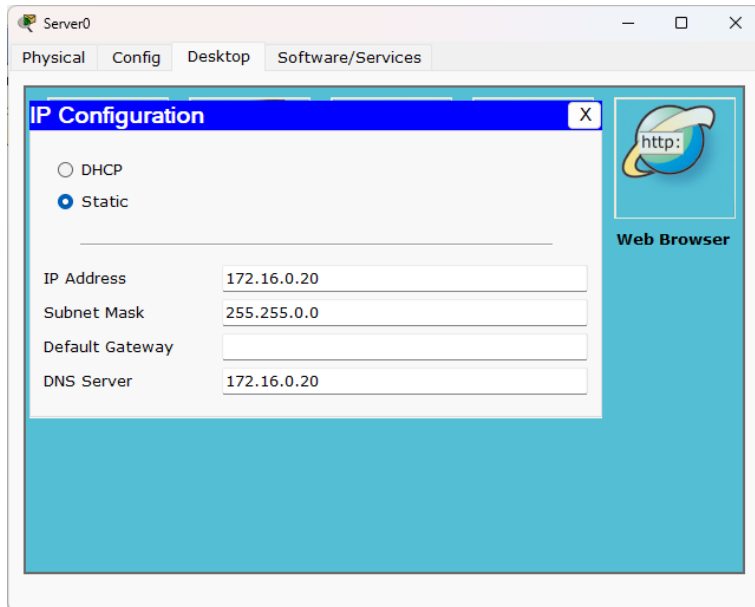 Server0
Physical Config Desktop Software/Services
IP Configuration X
http:
DHCP
Static
Web Browser
IP Address 172.16.0.20
Subnet Mask 255.255.0.0
Default Gateway
DNS Server 172.16.0.20